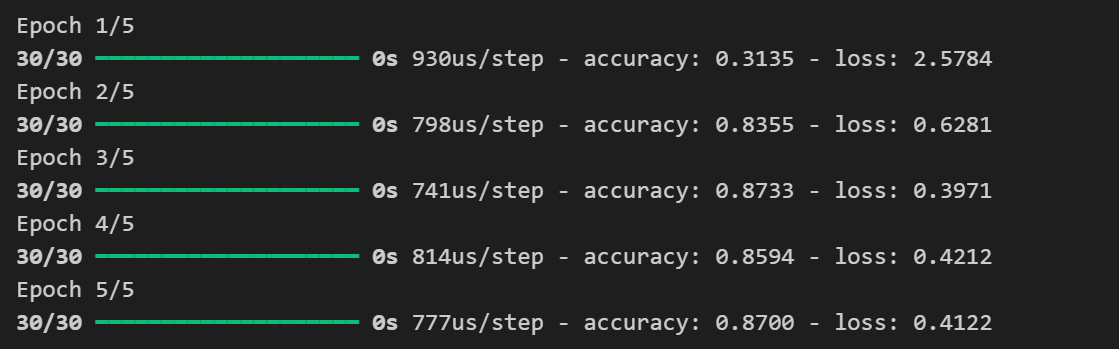 Epoch 1/5
30/30 ━━━━━━━━━━━━━━━━━━━━ 0s 930us/step - accuracy: 0.3135 - loss: 2.5784
Epoch 2/5
30/30 ━━━━━━━━━━━━━━━━━━━━ 0s 798us/step - accuracy: 0.8355 - loss: 0.6281
Epoch 3/5
30/30 ━━━━━━━━━━━━━━━━━━━━ 0s 741us/step - accuracy: 0.8733 - loss: 0.3971
Epoch 4/5
30/30 ━━━━━━━━━━━━━━━━━━━━ 0s 814us/step - accuracy: 0.8594 - loss: 0.4212
Epoch 5/5
30/30 ━━━━━━━━━━━━━━━━━━━━ 0s 777us/step - accuracy: 0.8700 - loss: 0.4122